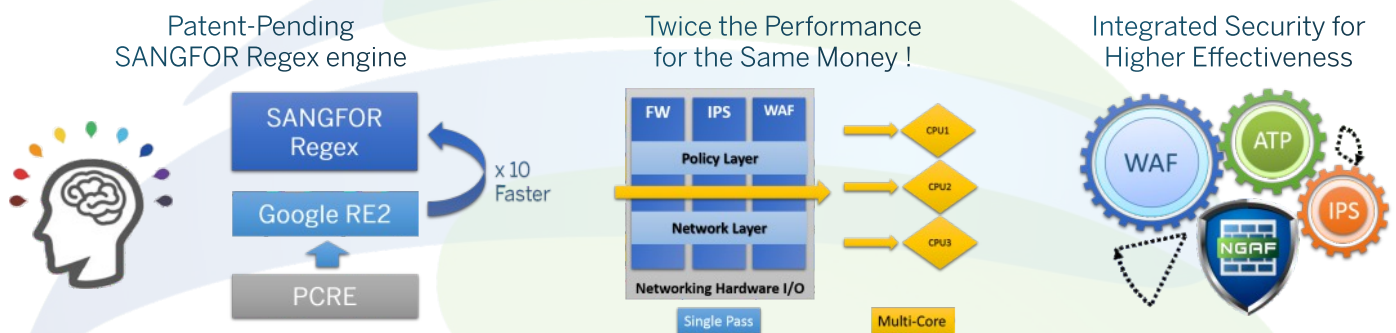 Patent-Pending
SANGFOR Regex engine
SANGFOR
Regex
x 10
Faster
Google RE2
PCRE
Twice the Performance
for the Same Money !
FW IPS WAF
Policy Layer
Network Layer
Networking Hardware I/O
Single Pass
CPU1
CPU2
CPU3
Multi-Core
Integrated Security for
Higher Effectiveness
WAF
ATP
IPS
NGAF